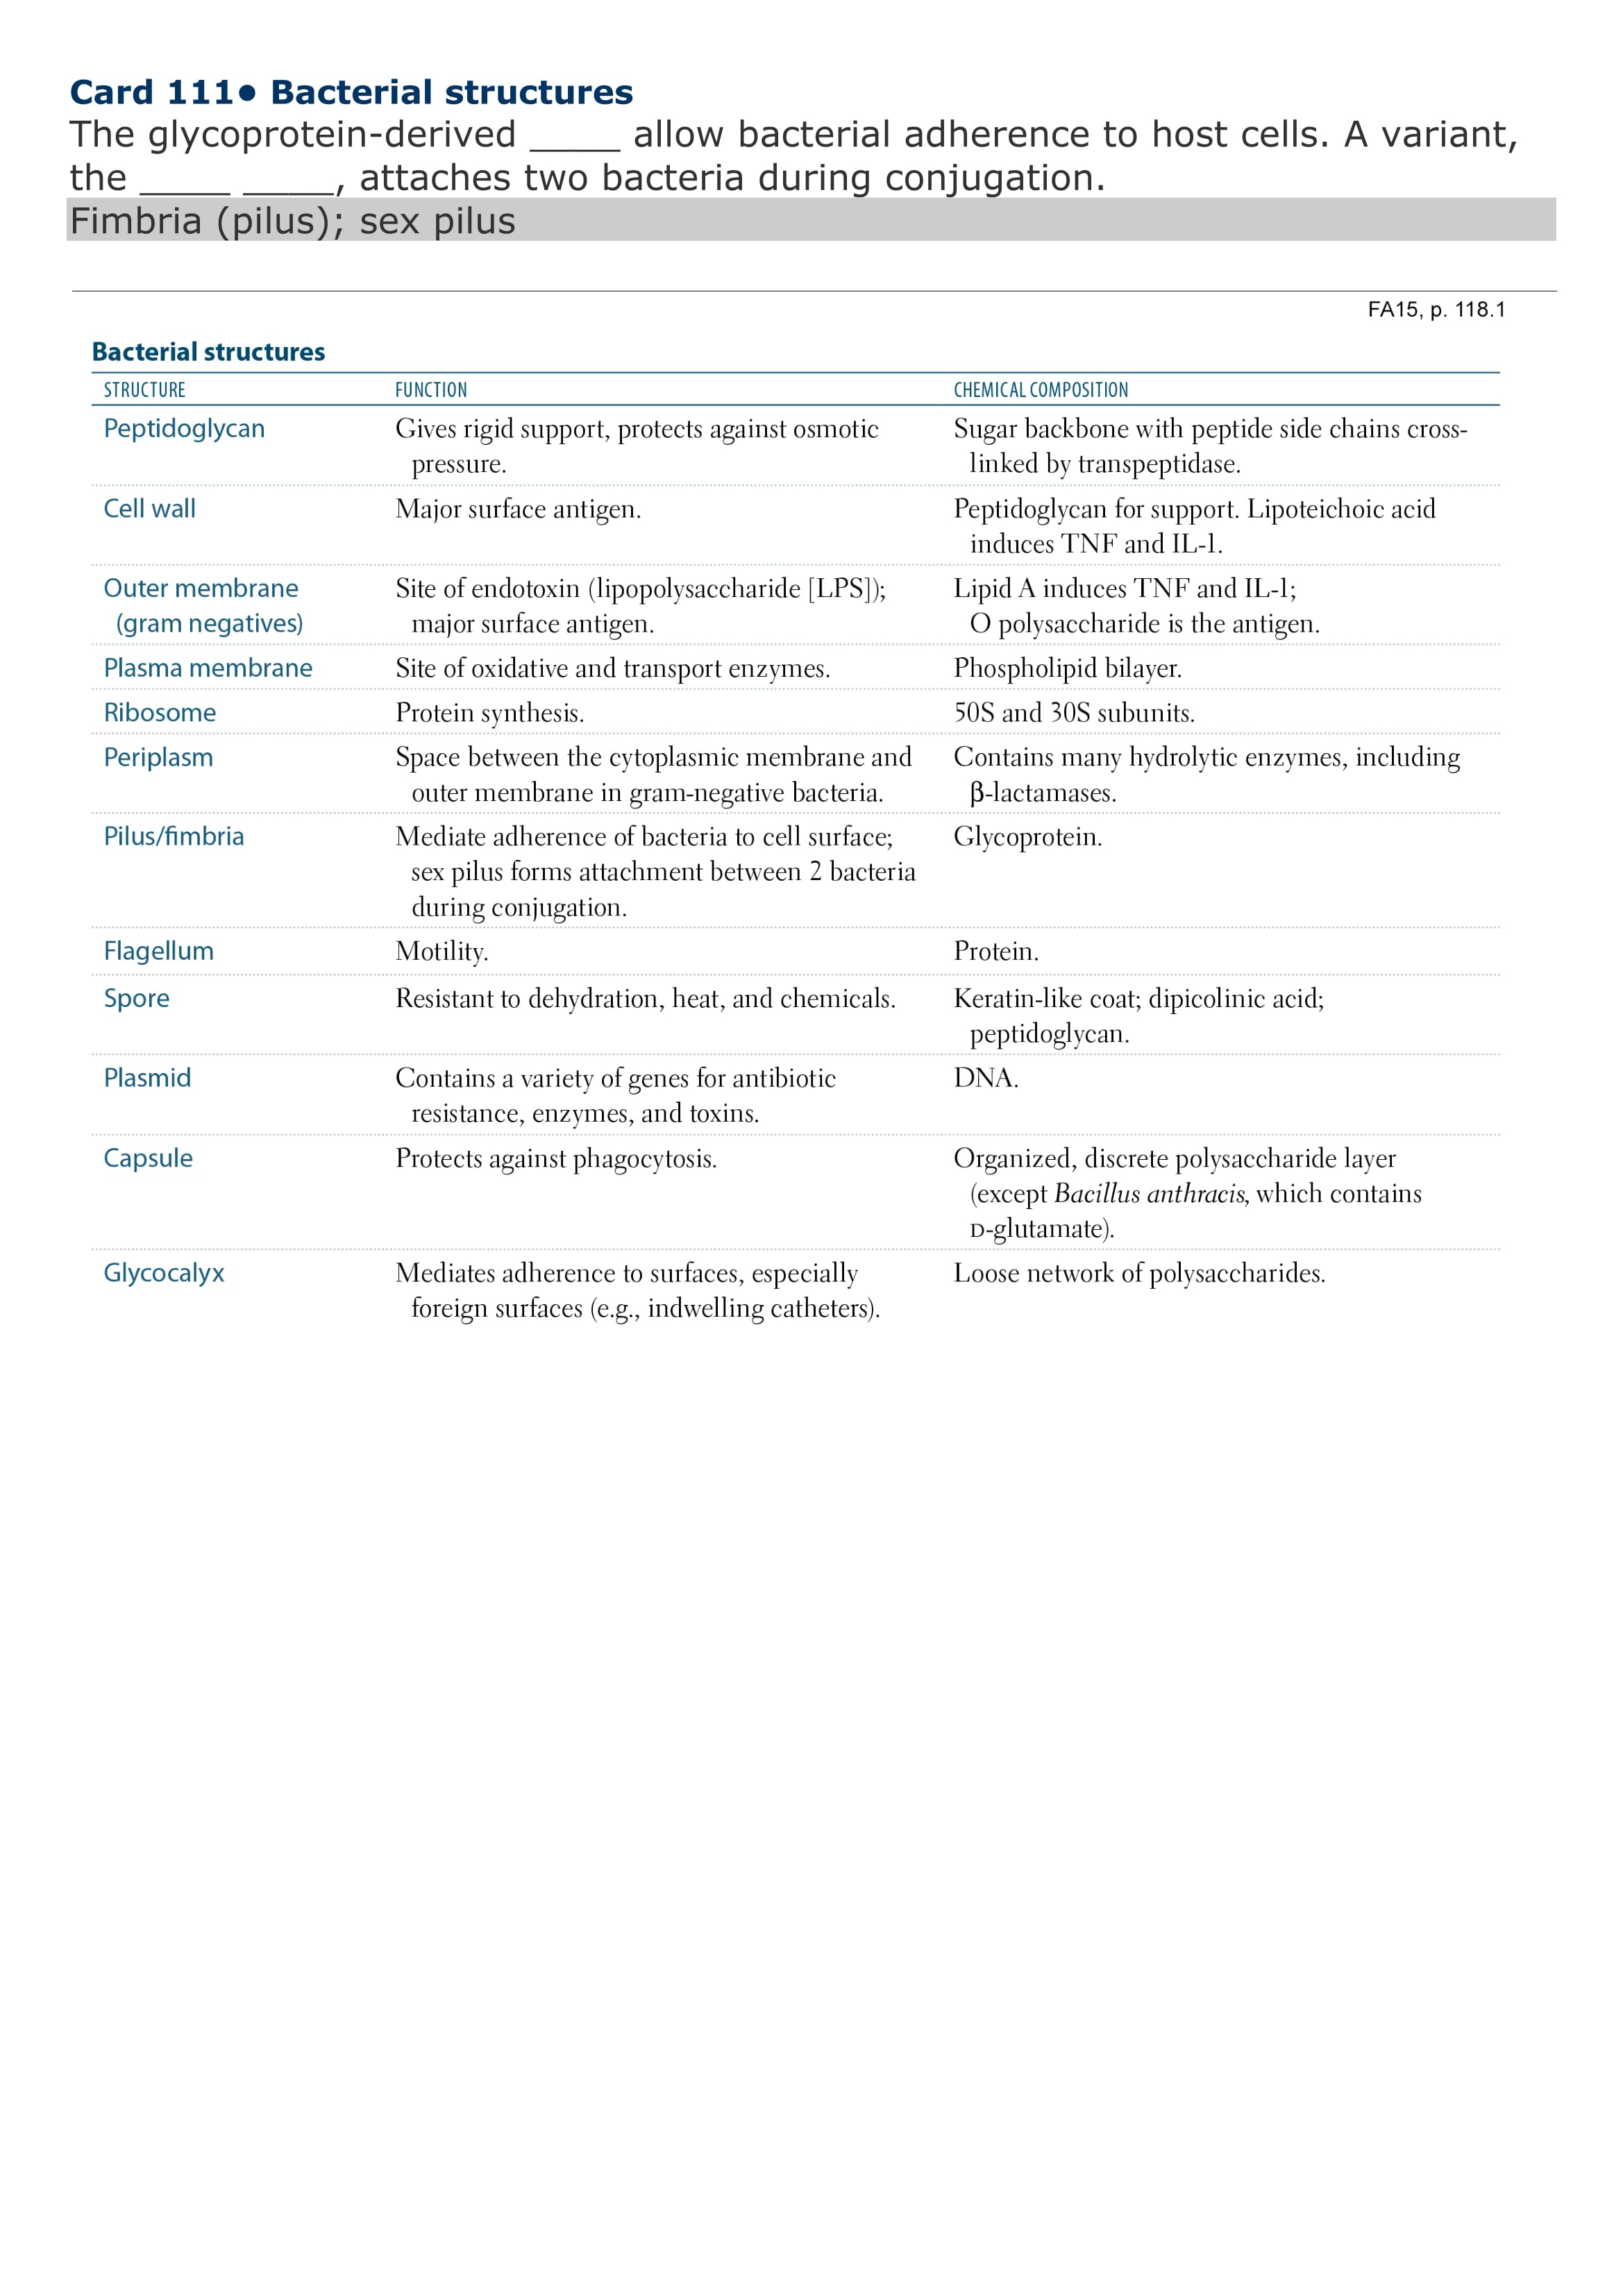 Card 111• Bacterial structures
The glycoprotein-derived ____ allow bacterial adherence to host cells. A variant,
the ____ ____, attaches two bacteria during conjugation.
Fimbria (pilus); sex pilus
FA15, p. 118.1
Bacterial structures
STRUCTURE FUNCTION CHEMICAL COMPOSITION
Peptidoglycan Gives rigid support, protects against osmotic Sugar backbone with peptide side chains cross-
pressure. linked by transpeptidase.
Cell wall Major surface antigen. Peptidoglycan for support. Lipoteichoic acid
induces TNF and IL-1.
Outer membrane Site of endotoxin (lipopolysaccharide [LPS]); Lipid A induces TNF and IL-1;
(gram negatives) major surface antigen. O polysaccharide is the antigen.
Plasma membrane Site of oxidative and transport enzymes. Phospholipid bilayer.
Ribosome Protein synthesis. 50S and 30S subunits.
Periplasm Space between the cytoplasmic membrane and Contains many hydrolytic enzymes, including
outer membrane in gram-negative bacteria. β-lactamases.
Pilus/fimbria Mediate adherence of bacteria to cell surface; Glycoprotein.
sex pilus forms attachment between 2 bacteria
during conjugation.
Flagellum Motility. Protein.
Spore Resistant to dehydration, heat, and chemicals. Keratin-like coat; dipicolinic acid;
peptidoglycan.
Plasmid Contains a variety of genes for antibiotic DNA.
resistance, enzymes, and toxins.
Capsule Protects against phagocytosis. Organized, discrete polysaccharide layer
(except Bacillus anthracis, which contains
D-glutamate).
Glycocalyx Mediates adherence to surfaces, especially Loose network of polysaccharides.
foreign surfaces (e.g., indwelling catheters).